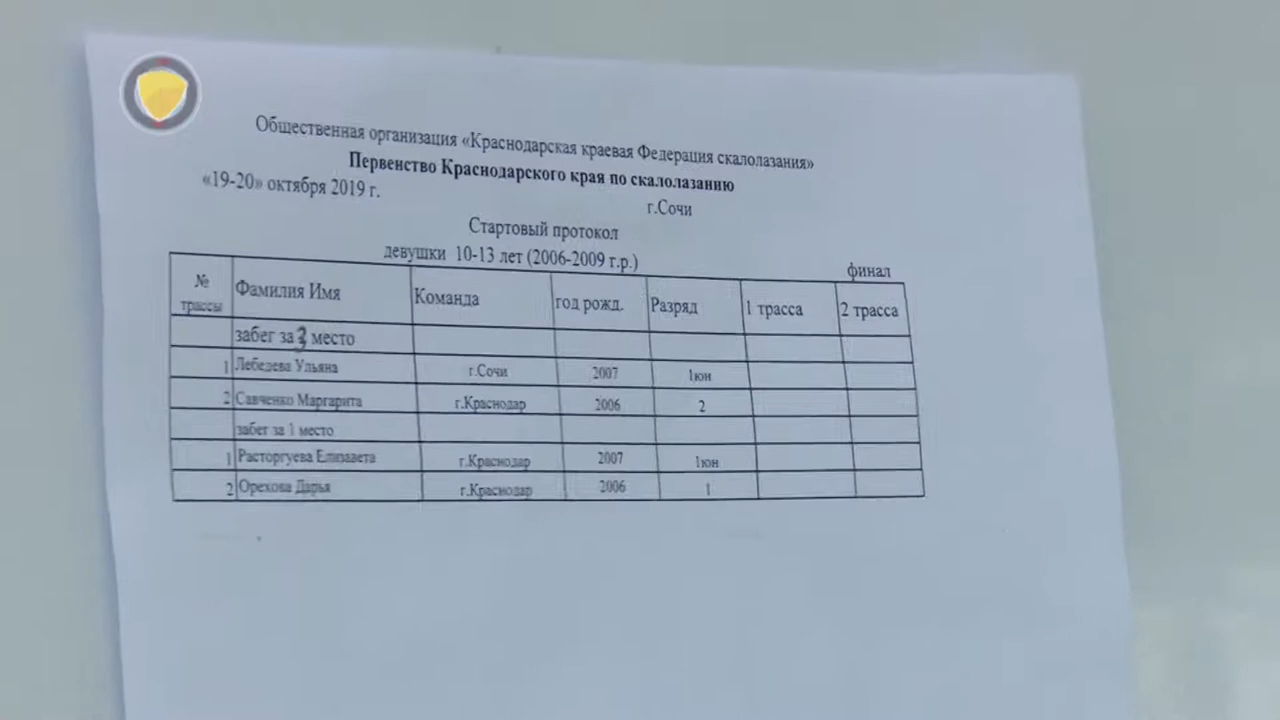 Общественная организация «Краснодарская краевая Федерация скалолазания»
Первенство Краснодарского края по скалолазанию
«19-20» октября 2019 г.
г.Сочи
Стартовый протокол
девушки 10-13 лет (2006-2009 г.р.)
финал
№ трассы Фамилия Имя Команда год рожд. Разряд 1 трасса 2 трасса
забег за 3 место
1 Лебедева Ульяна г.Сочи 2007 1юн
2 Савченко Маргарита г.Краснодар 2006 2
забег за 1 место
1 Расторгуева Елизавета г.Краснодар 2007 1юн
2 Орехова Дарья г.Краснодар 2006 1